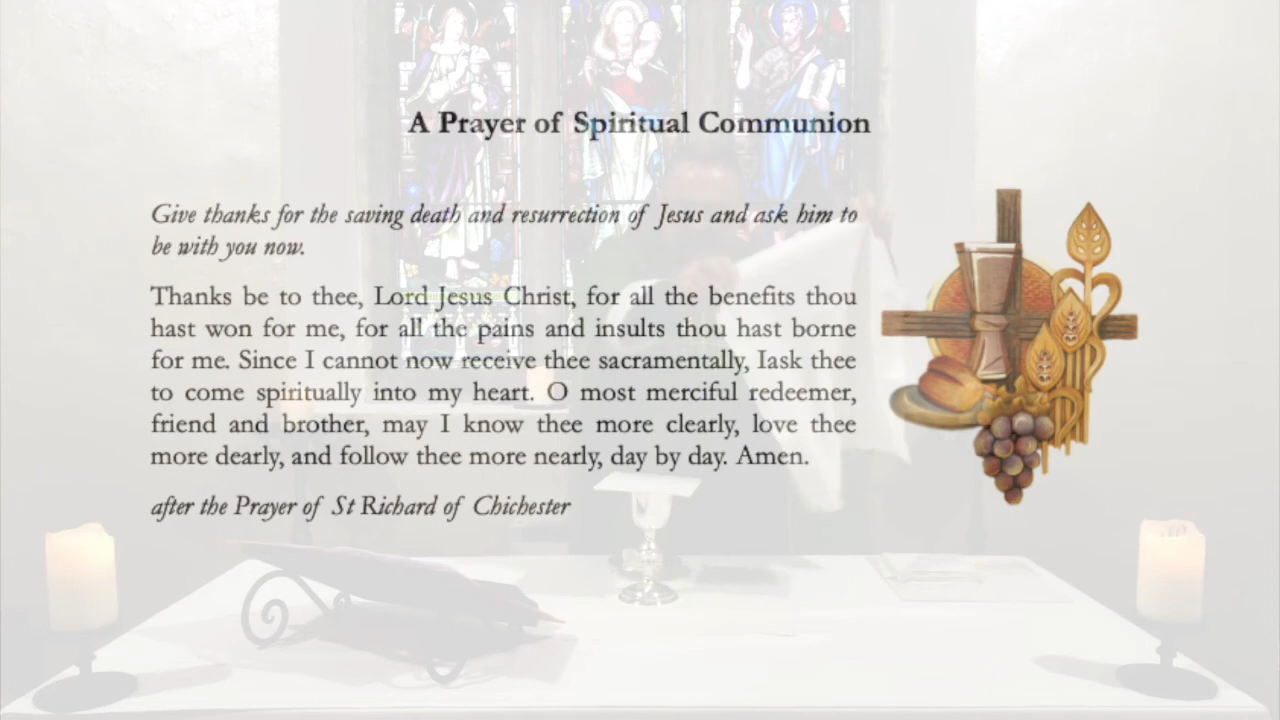 A Prayer of Spiritual Communion
Give thanks for the saving death and resurrection of Jesus and ask him to
be with you now.
Thanks be to thee, Lord Jesus Christ, for all the benefits thou
hast won for me, for all the pains and insults thou hast borne
for me. Since I cannot now receive thee sacramentally, Iask thee
to come spiritually into my heart. O most merciful redeemer,
friend and brother, may I know thee more clearly, love thee
more dearly, and follow thee more nearly, day by day. Amen.
after the Prayer of St Richard of Chichester